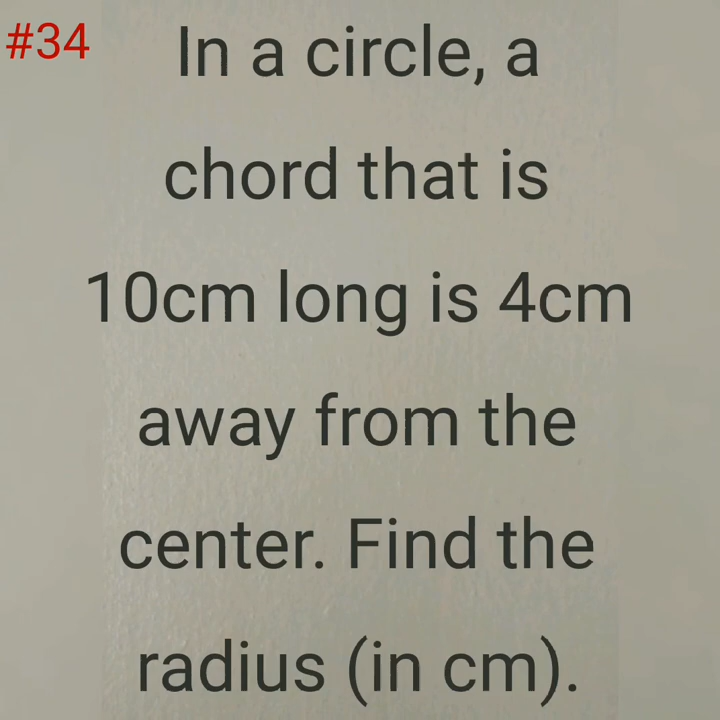 #34
In a circle, a
chord that is
10cm long is 4cm
away from the
center. Find the
radius (in cm).